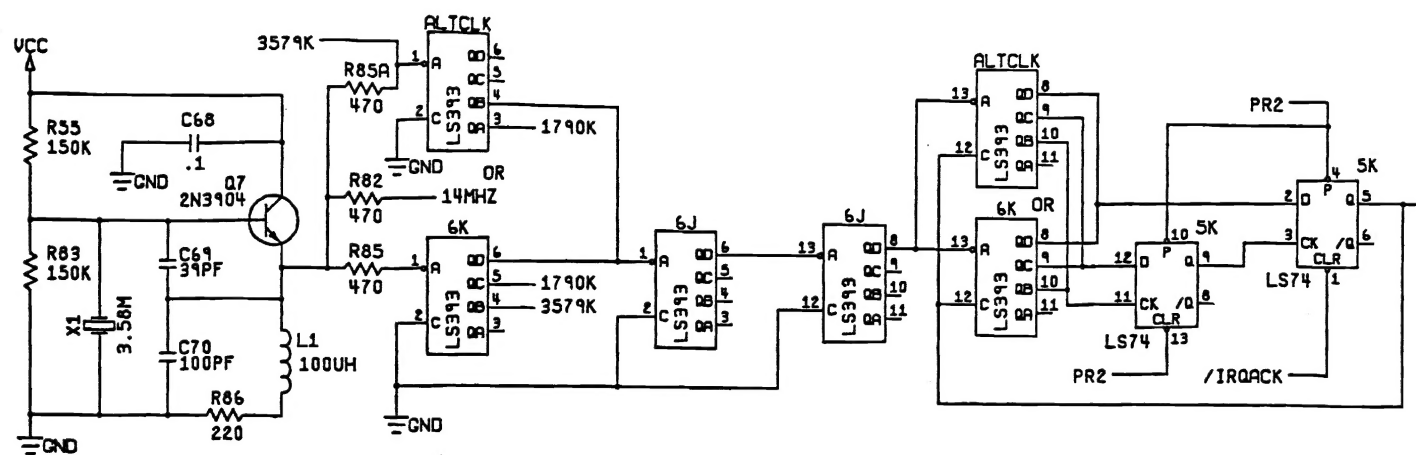 VCC
R55
150K
C68
.1
GND
Q7
2N3904
R83
150K
C69
39PF
X1
3.58M
C70
100PF
L1
100UH
R86
220
GND
3579K
R85A
470
R82
470
14MHZ
R85
470
ALTCLK
1 A
2 C
LS393
QD 6
QC 5
QB 4
QA 3
1790K
GND
OR
6K
1 A
2 C
LS393
QD 6
QC 5
QB 4
QA 3
1790K
3579K
GND
6J
1 A
2 C
LS393
QD 6
QC 5
QB 4
QA 3
6J
13 A
12 C
LS393
QD 8
QC 9
QB 10
QA 11
ALTCLK
13 A
12 C
LS393
QD 8
QC 9
QB 10
QA 11
6K OR
13 A
12 C
LS393
QD 8
QC 9
QB 10
QA 11
5K
10
P
12 D
Q 9
11 CK
/Q 8
CLR
LS74
13
PR2
PR2
5K
4
P
2 D
Q 5
3 CK
/Q 6
CLR
LS74
1
/IRQACK